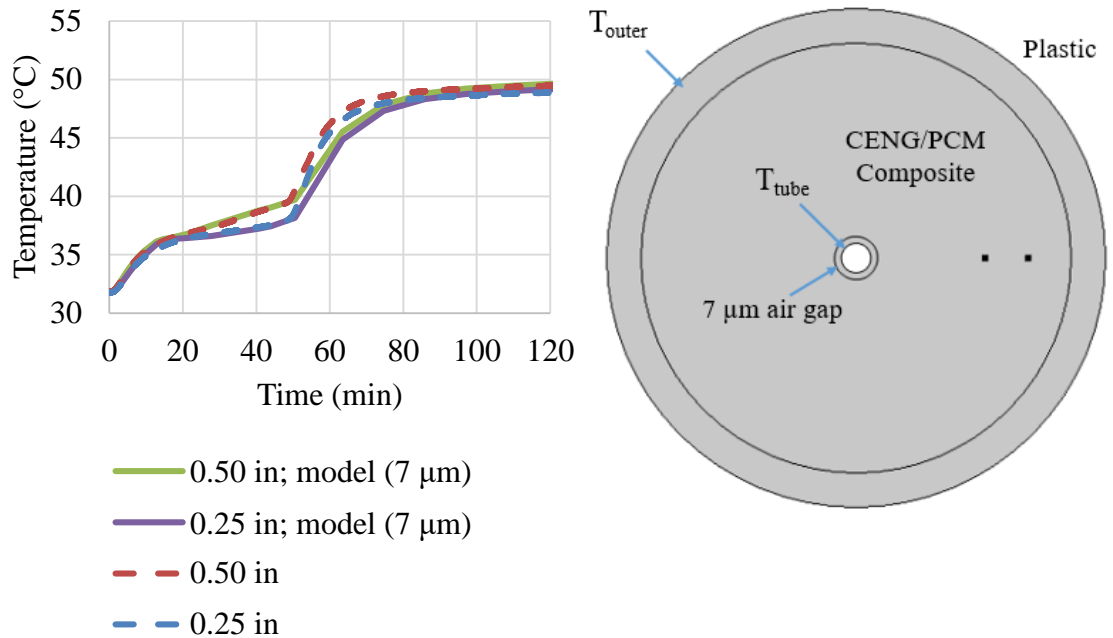 Temperature (°C)
55
50
45
40
35
30
0 20 40 60 80 100 120
Time (min)
0.50 in; model (7 μm)
0.25 in; model (7 μm)
0.50 in
0.25 in
T_outer
Plastic
CENG/PCM
Composite
T_tube
7 μm air gap